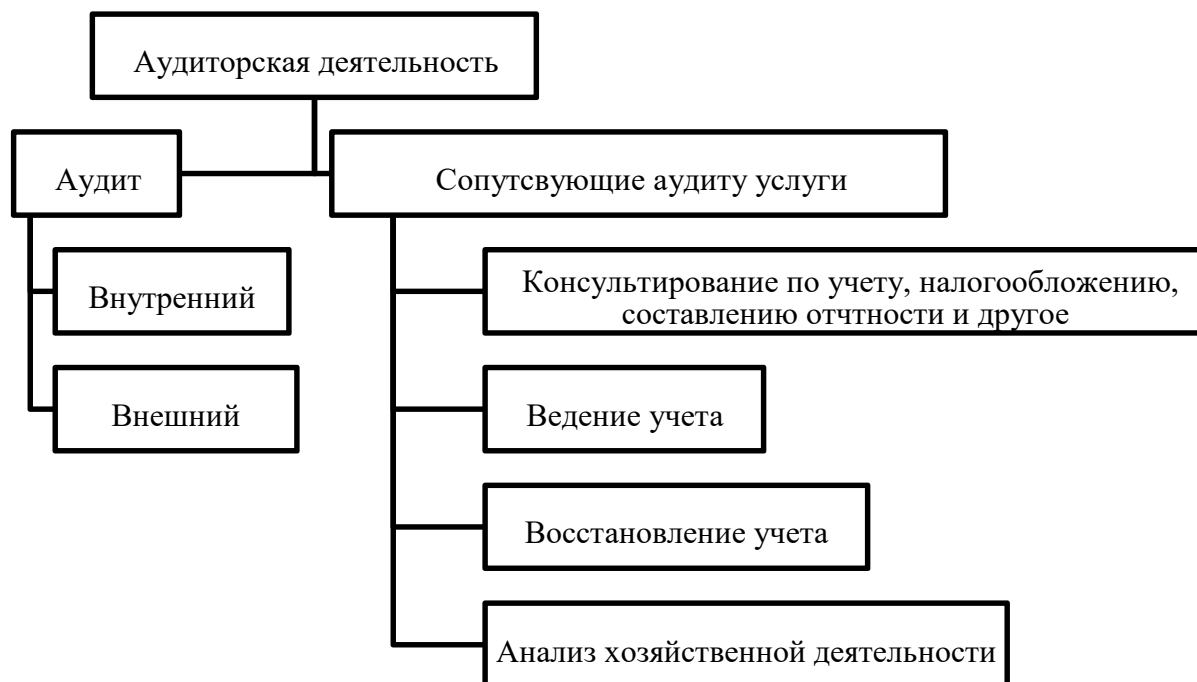 Аудиторская деятельность
Аудит
Сопутсвующие аудиту услуги
Внутренний
Внешний
Консультирование по учету, налогообложению,
составлению отчтности и другое
Ведение учета
Восстановление учета
Анализ хозяйственной деятельности